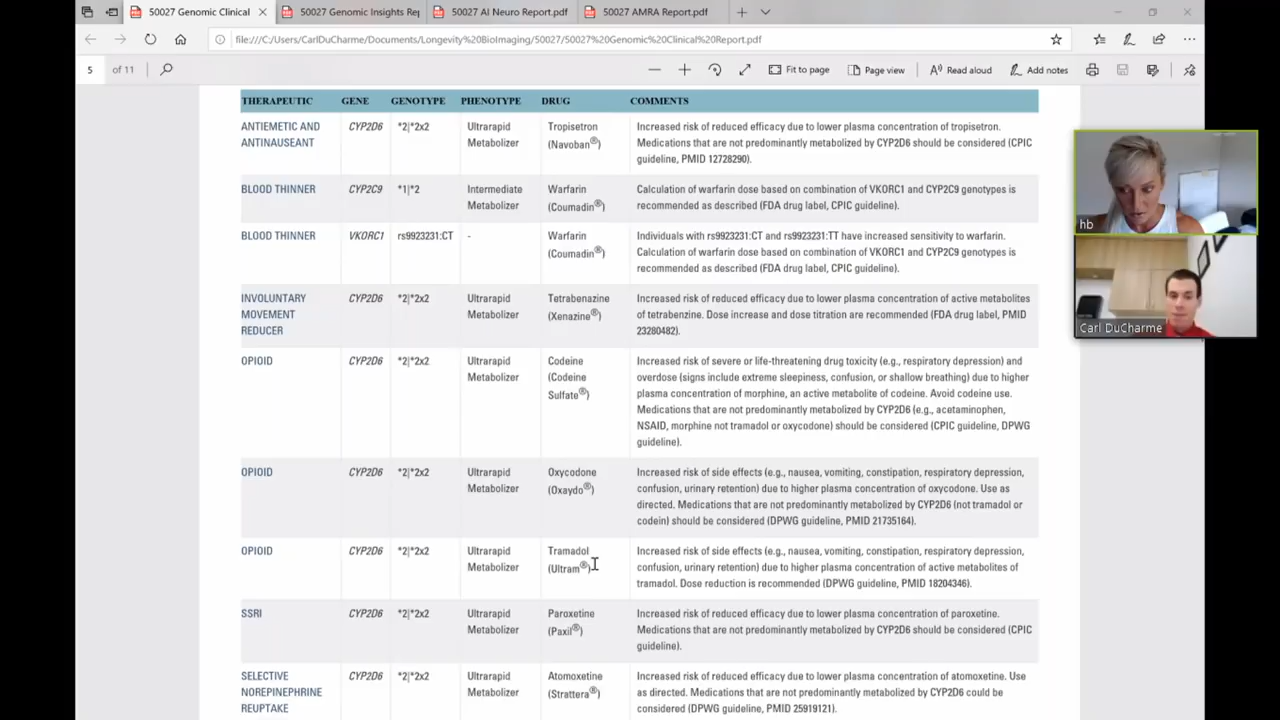 50027 Genomic Clinical
50027 Genomic Insights Rep
50027 AI Neuro Report.pdf
50027 AMRA Report.pdf
file:///C:/Users/CarlDuCharme/Documents/Longevity%20BioImaging/50027/50027%20Genomic%20Clinical%20Report.pdf
5 of 11
Fit to page
Page view
Read aloud
Add notes
THERAPEUTIC GENE GENOTYPE PHENOTYPE DRUG COMMENTS
ANTIEMETIC AND CYP2D6 *2|*2x2 Ultrarapid Tropisetron Increased risk of reduced efficacy due to lower plasma concentration of tropisetron.
ANTINAUSEANT Metabolizer (Navoban®) Medications that are not predominantly metabolized by CYP2D6 should be considered (CPIC
guideline, PMID 12728290).
BLOOD THINNER CYP2C9 *1|*2 Intermediate Warfarin Calculation of warfarin dose based on combination of VKORC1 and CYP2C9 genotypes is
Metabolizer (Coumadin®) recommended as described (FDA drug label, CPIC guideline).
BLOOD THINNER VKORC1 rs9923231:CT - Warfarin Individuals with rs9923231:CT and rs9923231:TT have increased sensitivity to warfarin.
(Coumadin®) Calculation of warfarin dose based on combination of VKORC1 and CYP2C9 genotypes is
recommended as described (FDA drug label, CPIC guideline).
INVOLUNTARY CYP2D6 *2|*2x2 Ultrarapid Tetrabenazine Increased risk of reduced efficacy due to lower plasma concentration of active metabolites
MOVEMENT Metabolizer (Xenazine®) of tetrabenzine. Dose increase and dose titration are recommended (FDA drug label, PMID
REDUCER 23280482).
OPIOID CYP2D6 *2|*2x2 Ultrarapid Codeine Increased risk of severe or life-threatening drug toxicity (e.g., respiratory depression) and
Metabolizer (Codeine overdose (signs include extreme sleepiness, confusion, or shallow breathing) due to higher
Sulfate®) plasma concentration of morphine, an active metabolite of codeine. Avoid codeine use.
Medications that are not predominantly metabolized by CYP2D6 (e.g., acetaminophen,
NSAID, morphine not tramadol or oxycodone) should be considered (CPIC guideline, DPWG
guideline).
OPIOID CYP2D6 *2|*2x2 Ultrarapid Oxycodone Increased risk of side effects (e.g., nausea, vomiting, constipation, respiratory depression,
Metabolizer (Oxaydo®) confusion, urinary retention) due to higher plasma concentration of oxycodone. Use as
directed. Medications that are not predominantly metabolized by CYP2D6 (not tramadol or
codein) should be considered (DPWG guideline, PMID 21735164).
OPIOID CYP2D6 *2|*2x2 Ultrarapid Tramadol Increased risk of side effects (e.g., nausea, vomiting, constipation, respiratory depression,
Metabolizer (Ultram®) confusion, urinary retention) due to higher plasma concentration of active metabolites of
tramadol. Dose reduction is recommended (DPWG guideline, PMID 18204346).
SSRI CYP2D6 *2|*2x2 Ultrarapid Paroxetine Increased risk of reduced efficacy due to lower plasma concentration of paroxetine.
Metabolizer (Paxil®) Medications that are not predominantly metabolized by CYP2D6 should be considered (CPIC
guideline).
SELECTIVE CYP2D6 *2|*2x2 Ultrarapid Atomoxetine Increased risk of reduced efficacy due to lower plasma concentration of atomoxetine. Use
NOREPINEPHRINE Metabolizer (Strattera®) as directed. Medications that are not predominantly metabolized by CYP2D6 could be
REUPTAKE considered (DPWG guideline, PMID 25919121).
hb
Carl DuCharme